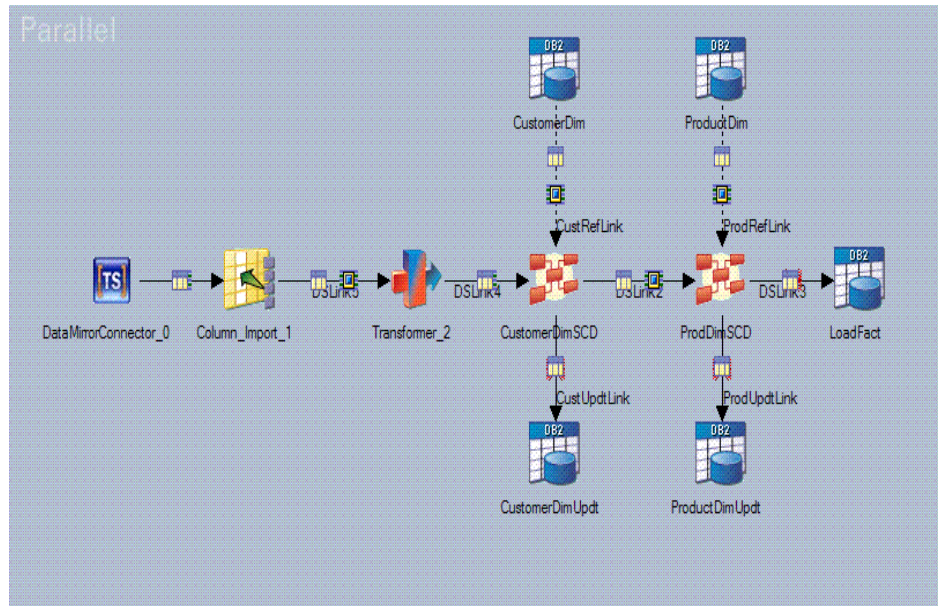 Parallel
DB2
DB2
CustomerDim
ProductDim
CustRefLink
ProdRefLink
TS
DB2
DSLink5
DSLink4
DSLink2
DSLink3
DataMirrorConnector_0
Column_Import_1
Transformer_2
CustomerDimSCD
ProdDimSCD
LoadFact
CustUpdtLink
ProdUpdtLink
DB2
DB2
CustomerDimUpdt
ProductDimUpdt